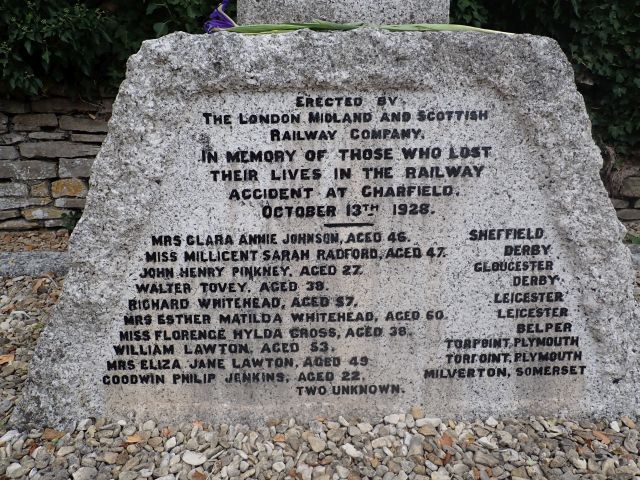 ERECTED BY
THE LONDON MIDLAND AND SCOTTISH
RAILWAY COMPANY.
IN MEMORY OF THOSE WHO LOST
THEIR LIVES IN THE RAILWAY
ACCIDENT AT CHARFIELD.
OCTOBER 13TH 1928.
MRS CLARA ANNIE JOHNSON, AGED 46. SHEFFIELD.
MISS MILLICENT SARAH RADFORD, AGED 47. DERBY.
JOHN HENRY PINKNEY, AGED 27. GLOUCESTER
WALTER TOVEY, AGED 38. DERBY.
RICHARD WHITEHEAD, AGED 57. LEICESTER
MRS ESTHER MATILDA WHITEHEAD, AGED 60. LEICESTER
MISS FLORENCE HYLDA CROSS, AGED 38. BELPER
WILLIAM LAWTON, AGED 53. TORPOINT, PLYMOUTH
MRS ELIZA JANE LAWTON, AGED 49 TORPOINT, PLYMOUTH
GOODWIN PHILIP JENKINS, AGED 22. MILVERTON, SOMERSET
TWO UNKNOWN.